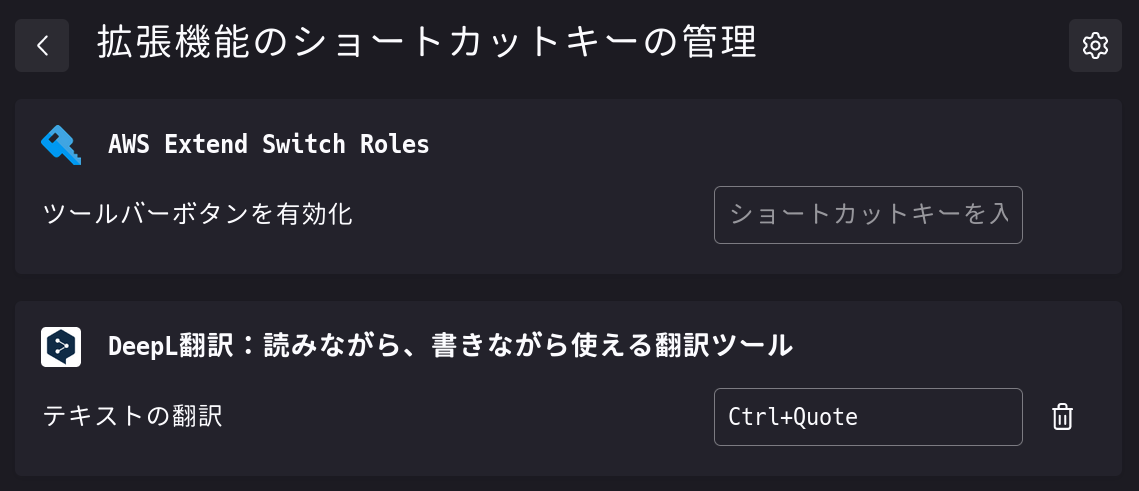 拡張機能のショートカットキーの管理
AWS Extend Switch Roles
ツールバーボタンを有効化
ショートカットキーを入
DeepL翻訳：読みながら、書きながら使える翻訳ツール
テキストの翻訳
Ctrl+Quote